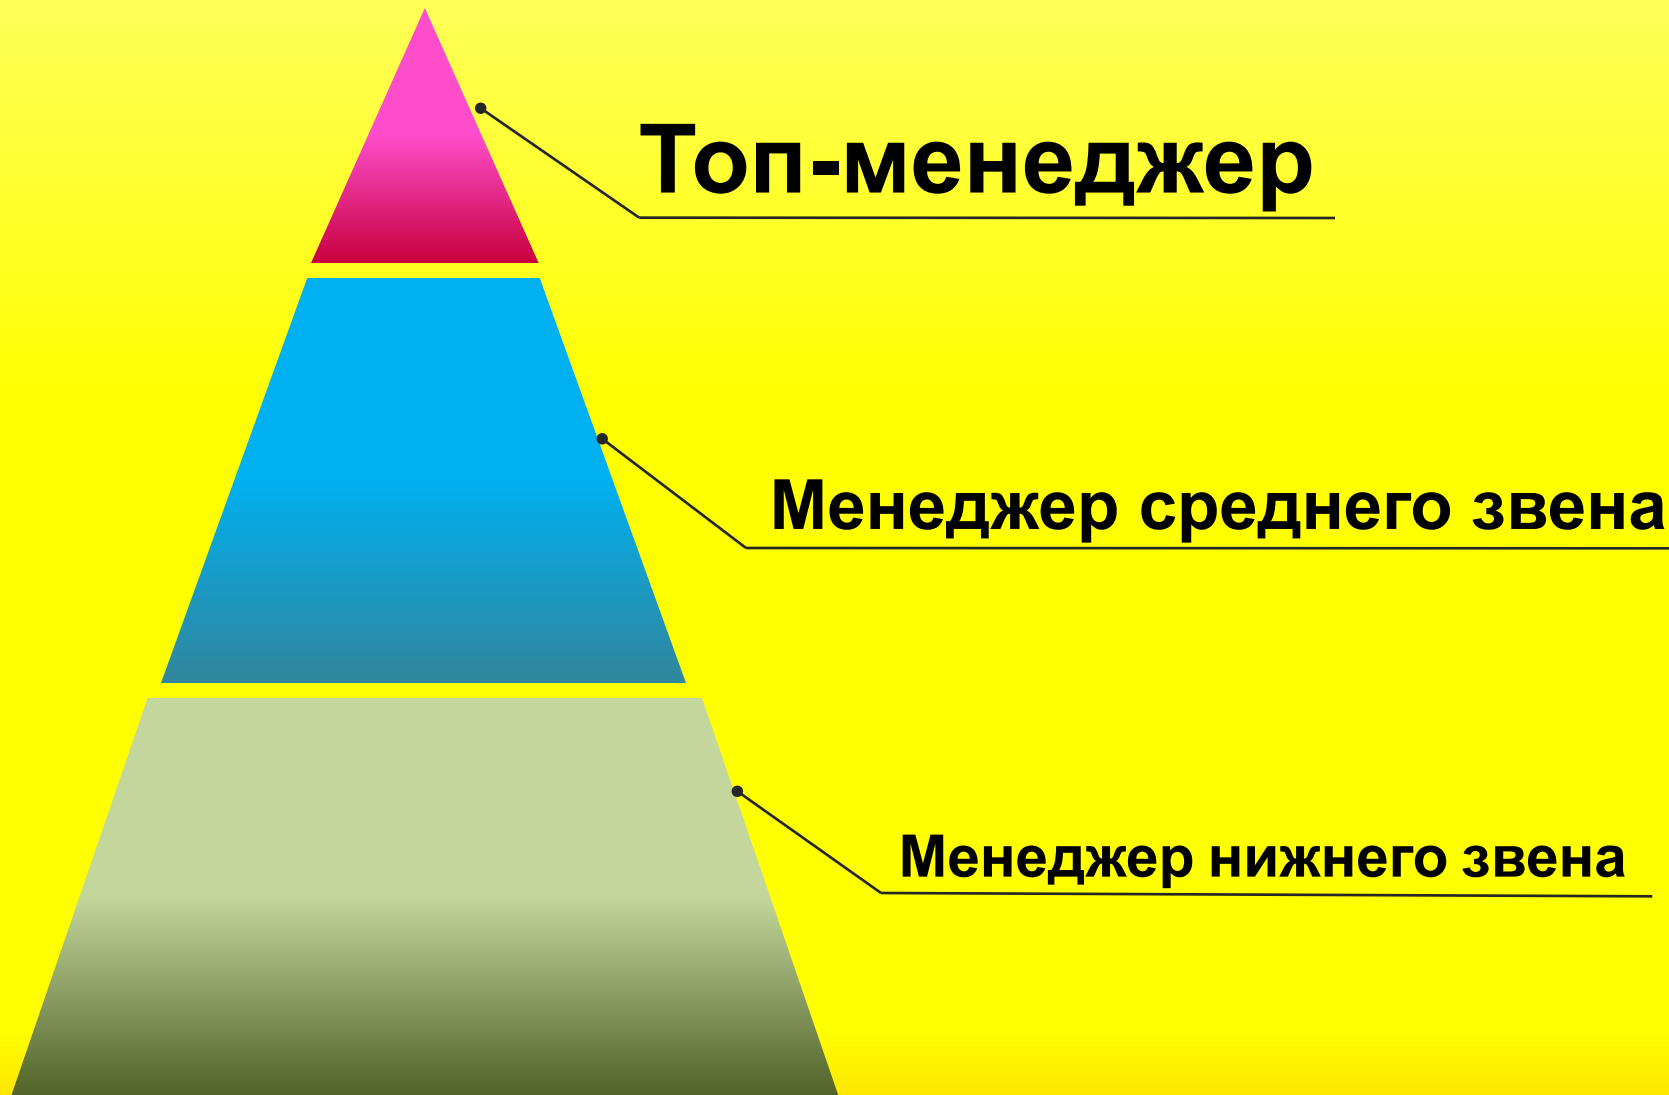 Топ-менеджер
Менеджер среднего звена
Менеджер нижнего звена